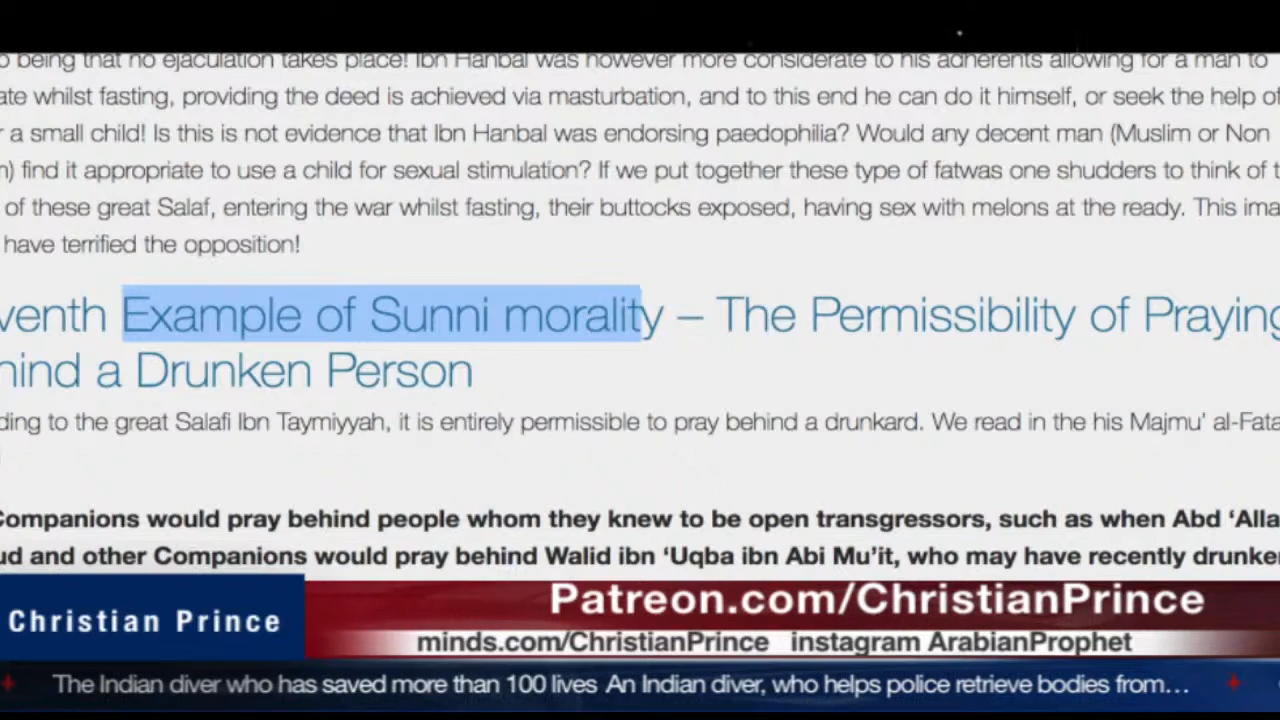 being that no ejaculation takes place! Ibn Hanbal was however more considerate to his adherents allowing for a man to
ate whilst fasting, providing the deed is achieved via masturbation, and to this end he can do it himself, or seek the help of
r a small child! Is this is not evidence that Ibn Hanbal was endorsing paedophilia? Would any decent man (Muslim or Non
n) find it appropriate to use a child for sexual stimulation? If we put together these type of fatwas one shudders to think of t
of these great Salaf, entering the war whilst fasting, their buttocks exposed, having sex with melons at the ready. This ima
have terrified the opposition!
venth Example of Sunni morality – The Permissibility of Praying
hind a Drunken Person
ding to the great Salafi Ibn Taymiyyah, it is entirely permissible to pray behind a drunkard. We read in the his Majmu’ al-Fata
Companions would pray behind people whom they knew to be open transgressors, such as when Abd ‘Alla
ud and other Companions would pray behind Walid ibn ‘Uqba ibn Abi Mu’it, who may have recently drunke
Christian Prince
Patreon.com/ChristianPrince
minds.com/ChristianPrince instagram ArabianProphet
The Indian diver who has saved more than 100 lives An Indian diver, who helps police retrieve bodies from...